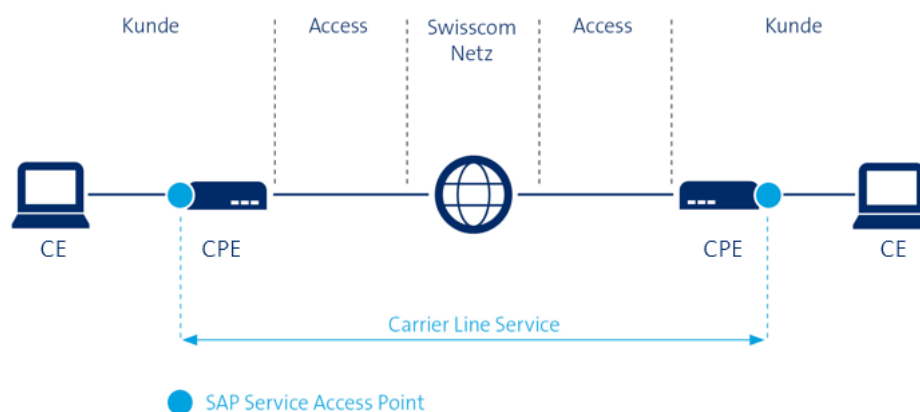 Kunde
Access
Swisscom
Netz
Access
Kunde
CE
CPE
CPE
CE
Carrier Line Service
SAP Service Access Point